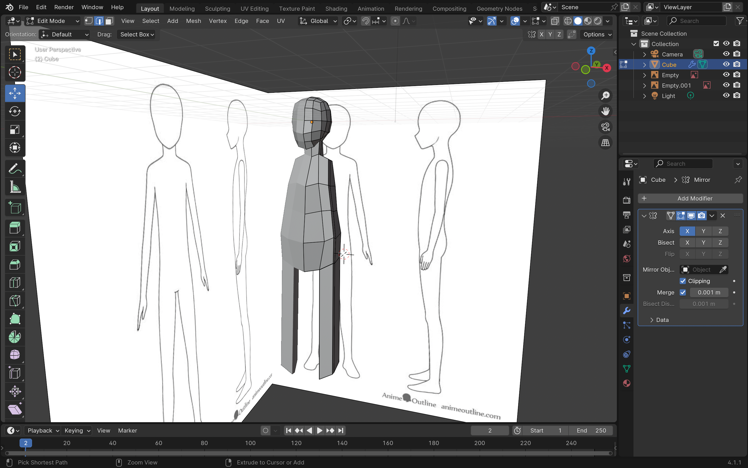 File Edit Render Window Help Layout Modeling Sculpting UV Editing Texture Paint Shading Animation Rendering Compositing Geometry Nodes Scene ViewLayer
Edit Mode View Select Add Mesh Vertex Edge Face UV Global Search
Orientation: Default Drag: Select Box X Y Z Options
User Perspective
(2) Cube
Z
Scene Collection
Collection
Camera
Cube
Empty
Empty.001
Light
Search
Cube > Mirror
Add Modifier
Axis X Y Z
Bisect X Y Z
Flip X Y Z
Mirror Obj... Object
Clipping
Merge 0.001 m
Bisect Dis... 0.001 m
Data
Anime Outline animeoutline.com
Playback Keying View Marker 2 Start 1 End 250
2 20 40 60 80 100 120 140 160 180 200 220 240
Pick Shortest Path Zoom View Extrude to Cursor or Add 4.1.1